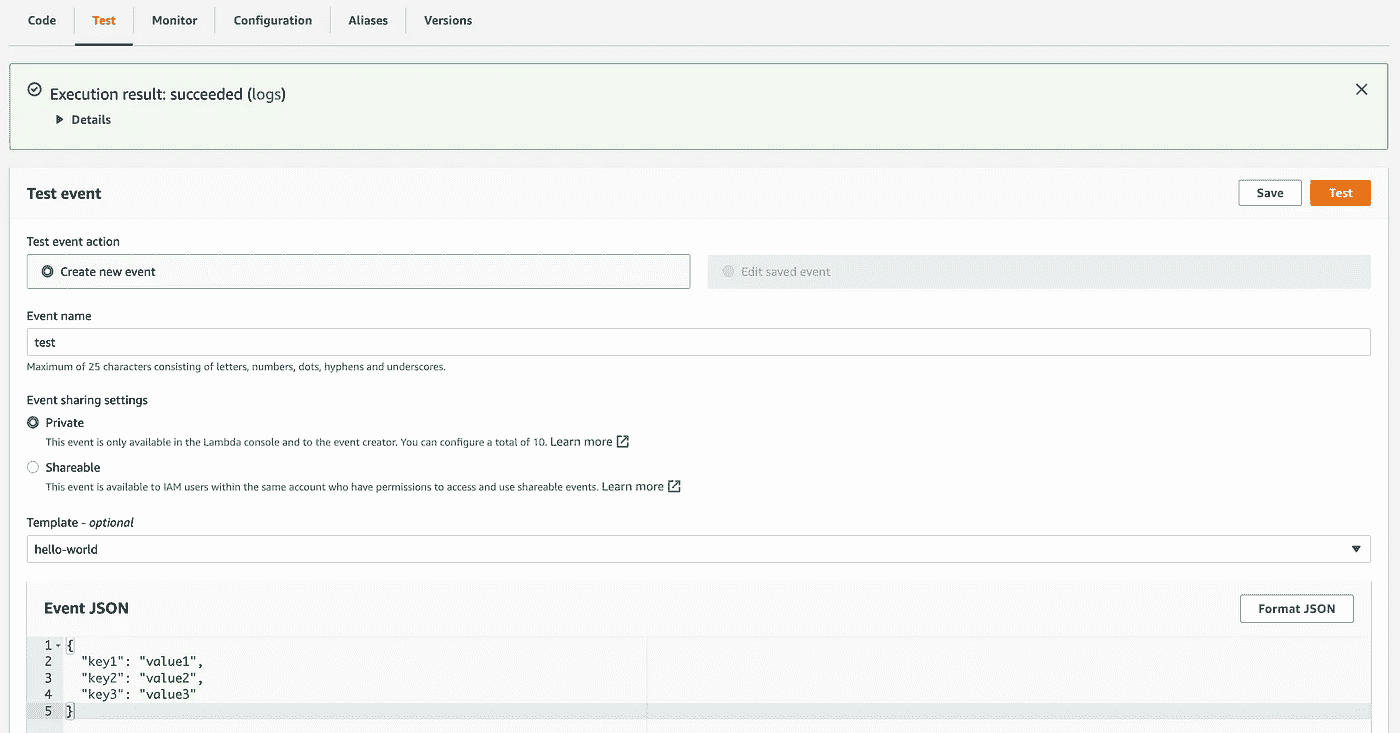 Code Test Monitor Configuration Aliases Versions
Execution result: succeeded (logs)
Details
Test event Save Test
Test event action
Create new event Edit saved event
Event name
test
Maximum of 25 characters consisting of letters, numbers, dots, hyphens and underscores.
Event sharing settings
Private
This event is only available in the Lambda console and to the event creator. You can configure a total of 10. Learn more
Shareable
This event is available to IAM users within the same account who have permissions to access and use shareable events. Learn more
Template - optional
hello-world
Event JSON Format JSON
1 {
2 "key1": "value1",
3 "key2": "value2",
4 "key3": "value3"
5 }